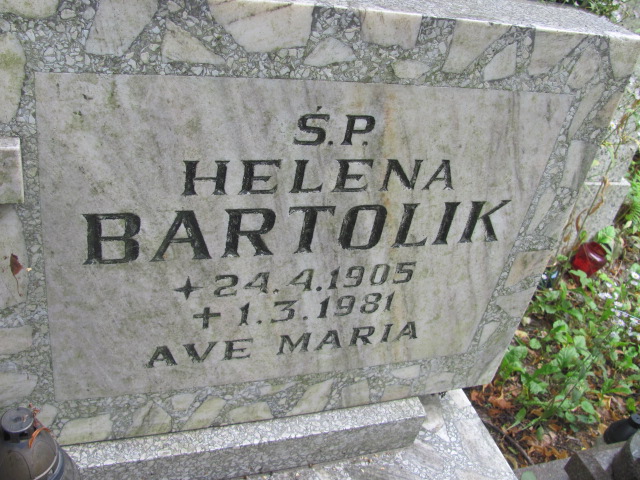 Ś.P.
HELENA
BARTOLIK
✦24.4.1905
+1.3.1981
AVE MARIA